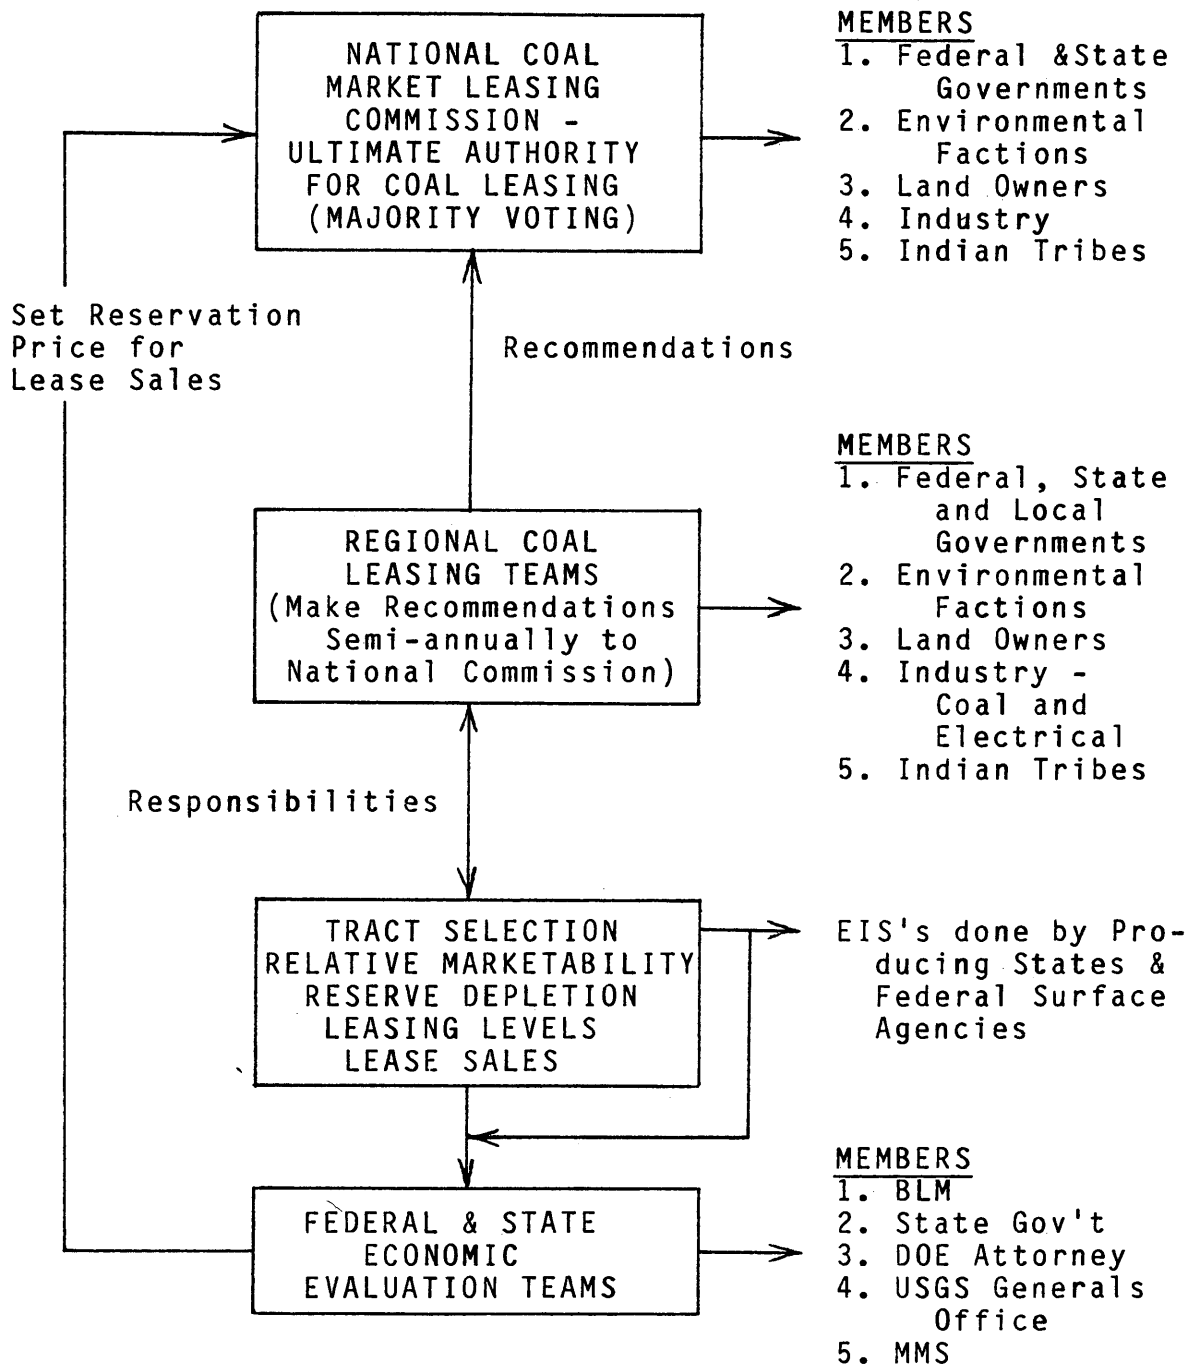 NATIONAL COAL
MARKET LEASING
COMMISSION -
ULTIMATE AUTHORITY
FOR COAL LEASING
(MAJORITY VOTING)
MEMBERS
1. Federal &State
Governments
2. Environmental
Factions
3. Land Owners
4. Industry
5. Indian Tribes
Set Reservation
Price for
Lease Sales
Recommendations
REGIONAL COAL
LEASING TEAMS
(Make Recommendations
Semi-annually to
National Commission)
MEMBERS
1. Federal, State
and Local
Governments
2. Environmental
Factions
3. Land Owners
4. Industry -
Coal and
Electrical
5. Indian Tribes
Responsibilities
TRACT SELECTION
RELATIVE MARKETABILITY
RESERVE DEPLETION
LEASING LEVELS
LEASE SALES
EIS's done by Pro-
ducing States &
Federal Surface
Agencies
FEDERAL & STATE
ECONOMIC
EVALUATION TEAMS
MEMBERS
1. BLM
2. State Gov't
3. DOE Attorney
4. USGS Generals
Office
5. MMS